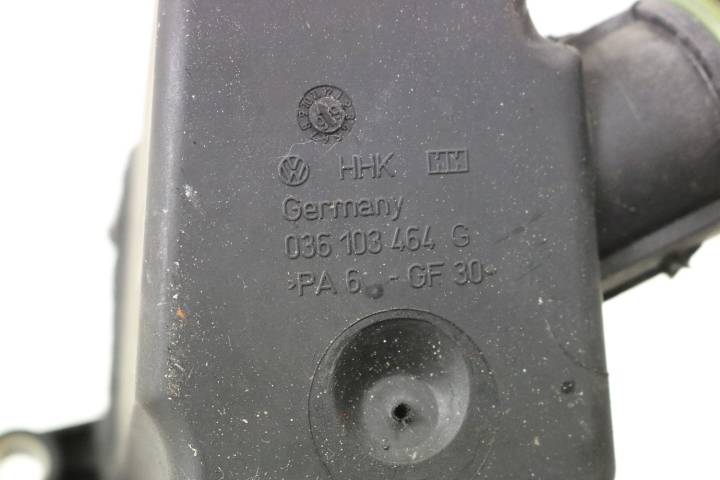 HHK
Germany
036 103 464 G
>PA 6 - GF 30<